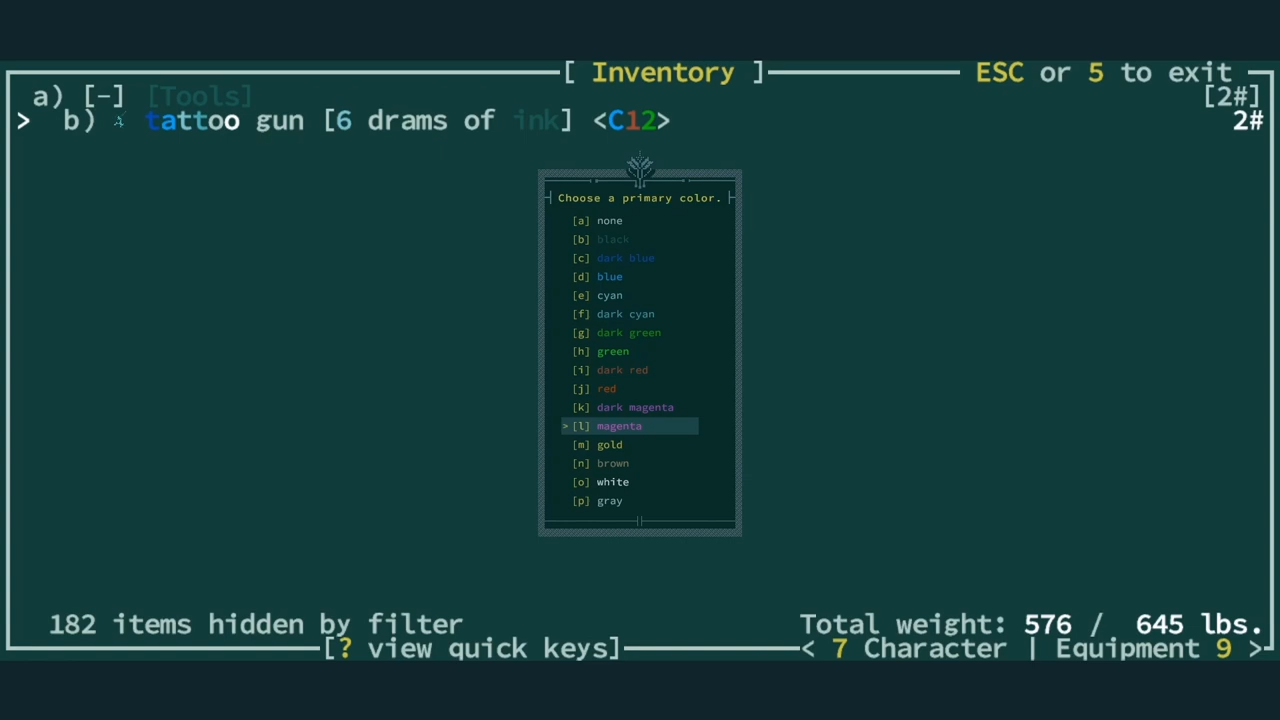 [ Inventory ] ESC or 5 to exit
a) [-] [Tools] [2#]
> b) tattoo gun [6 drams of ink] <C12> 2#
Choose a primary color.
[a] none
[b] black
[c] dark blue
[d] blue
[e] cyan
[f] dark cyan
[g] dark green
[h] green
[i] dark red
[j] red
[k] dark magenta
> [l] magenta
[m] gold
[n] brown
[o] white
[p] gray
182 items hidden by filter Total weight: 576 / 645 lbs.
[? view quick keys] < 7 Character | Equipment 9 >